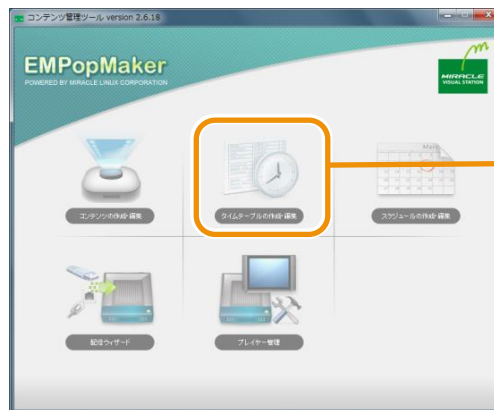 コンテンツ管理ツール version 2.6.18
EMPopMaker
POWERED BY MIRACLE LINUX CORPORATION
MIRACLE
VISUAL STATION
コンテンツの作成・編集
タイムテーブルの作成・編集
スケジュールの作成・編集
配信ウィザード
プレイヤー管理